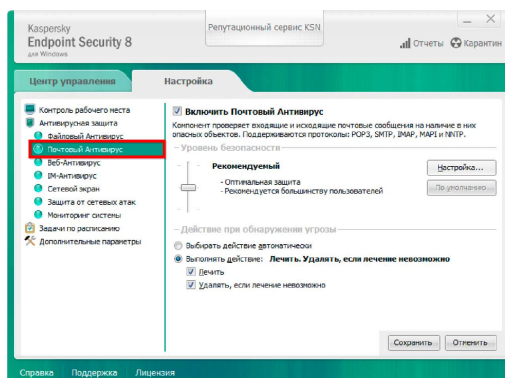 Kaspersky
Endpoint Security 8
для Windows
Репутационный сервис KSN
Отчеты
Карантин
Центр управления
Настройка
Контроль рабочего места
Антивирусная защита
Файловый Антивирус
Почтовый Антивирус
Веб-Антивирус
IM-Антивирус
Сетевой экран
Защита от сетевых атак
Мониторинг системы
Задачи по расписанию
Дополнительные параметры
Включить Почтовый Антивирус
Компонент проверяет входящие и исходящие почтовые сообщения на наличие в них
опасных объектов. Поддерживаются протоколы: POP3, SMTP, IMAP, MAPI и NNTP.
Уровень безопасности
Рекомендуемый
- Оптимальная защита
- Рекомендуется большинству пользователей
Настройка...
По умолчанию
Действие при обнаружении угрозы
Выбирать действие автоматически
Выполнять действие: Лечить. Удалять, если лечение невозможно
Лечить
Удалять, если лечение невозможно
Сохранить
Отменить
Справка
Поддержка
Лицензия